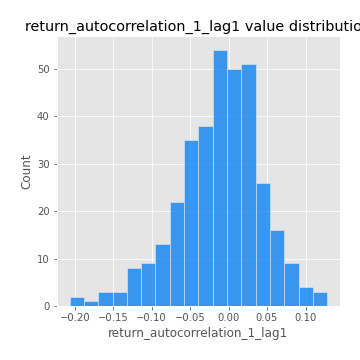 return_autocorrelation_1_lag1 value distributio
50
40
30
20
10
0
Count
−0.20 −0.15 −0.10 −0.05 0.00 0.05 0.10
return_autocorrelation_1_lag1